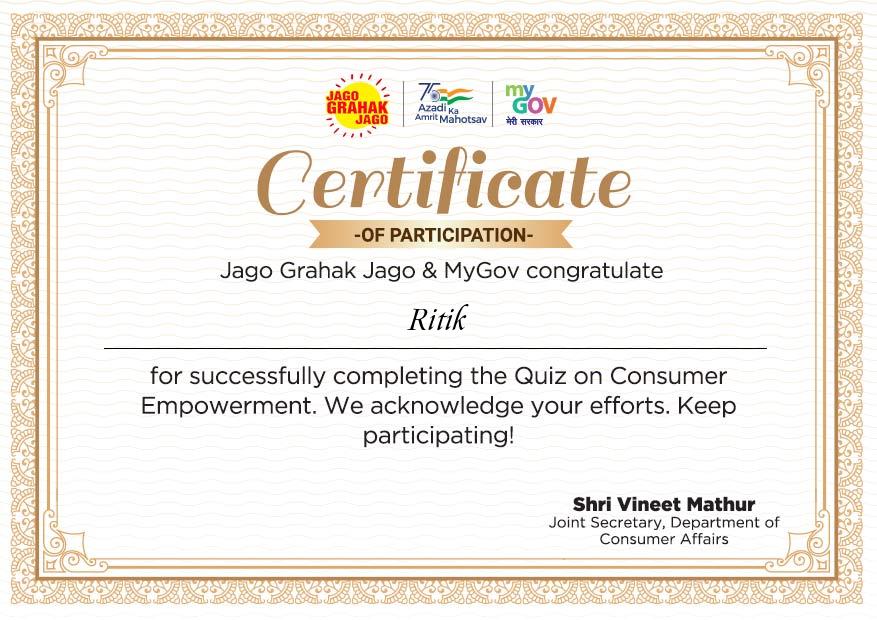 JAGO
GRAHAK
JAGO
75
Azadi Ka
Amrit Mahotsav
my
GOV
मेरी सरकार
Certificate
-OF PARTICIPATION-
Jago Grahak Jago & MyGov congratulate
Ritik
for successfully completing the Quiz on Consumer
Empowerment. We acknowledge your efforts. Keep
participating!
Shri Vineet Mathur
Joint Secretary, Department of
Consumer Affairs